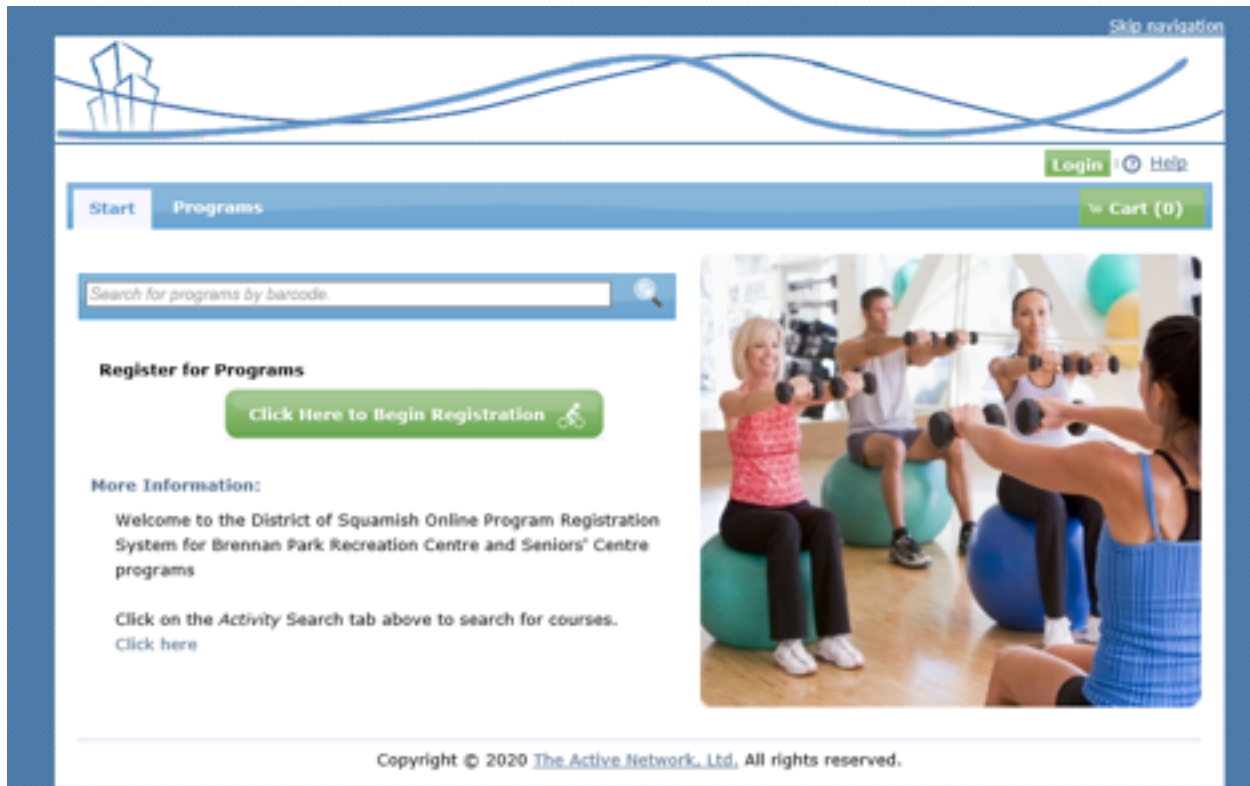 Skip navigation
Login
Help
Start
Programs
Cart (0)
Search for programs by barcode.
Register for Programs
Click Here to Begin Registration
More Information:
Welcome to the District of Squamish Online Program Registration
System for Brennan Park Recreation Centre and Seniors' Centre
programs
Click on the Activity Search tab above to search for courses.
Click here
Copyright © 2020 The Active Network, Ltd. All rights reserved.